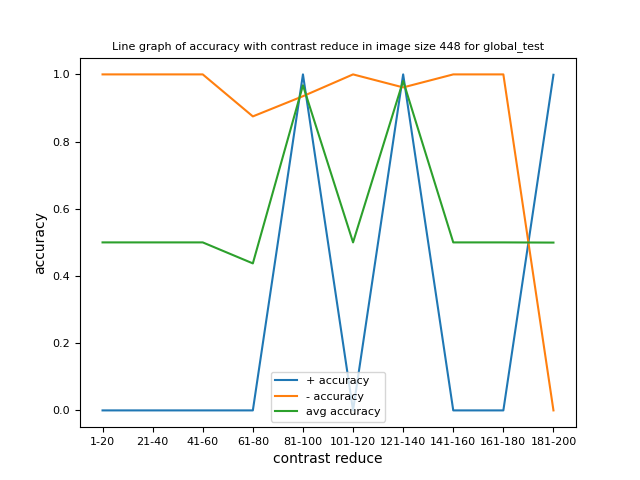 Line graph of accuracy with contrast reduce in image size 448 for global_test
1.0
0.8
0.6
0.4
0.2
0.0
accuracy
+ accuracy
- accuracy
avg accuracy
1-20 21-40 41-60 61-80 81-100 101-120 121-140 141-160 161-180 181-200
contrast reduce